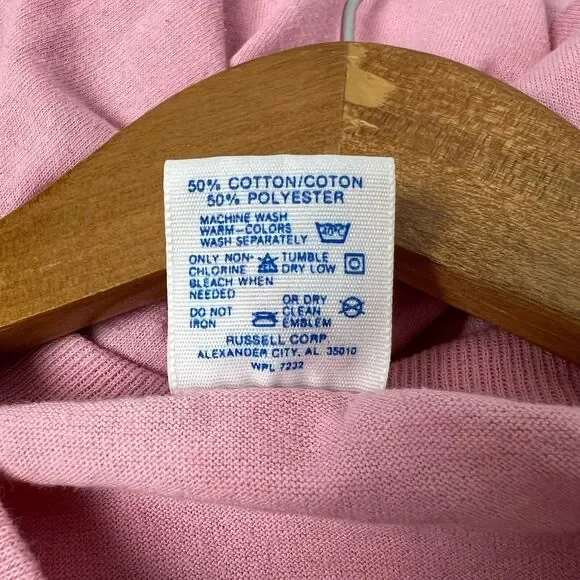 50% COTTON/COTON
50% POLYESTER
MACHINE WASH
WARM-COLORS
WASH SEPARATELY
40°C
ONLY NON-
CHLORINE
BLEACH WHEN
NEEDED
TUMBLE
DRY LOW
DO NOT
IRON
OR DRY
CLEAN
EMBLEM
RUSSELL CORP
ALEXANDER CITY, AL. 35010
WPL 7232